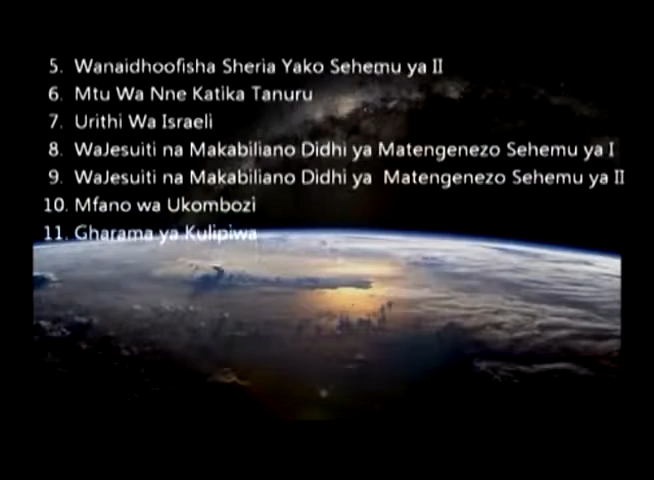 5. Wanaidhoofisha Sheria Yako Sehemu ya II
6. Mtu Wa Nne Katika Tanuru
7. Urithi Wa Israeli
8. WaJesuiti na Makabiliano Didhi ya Matengenezo Sehemu ya I
9. WaJesuiti na Makabiliano Didhi ya Matengenezo Sehemu ya II
10. Mfano wa Ukombozi
11. Gharama ya Kulipiwa